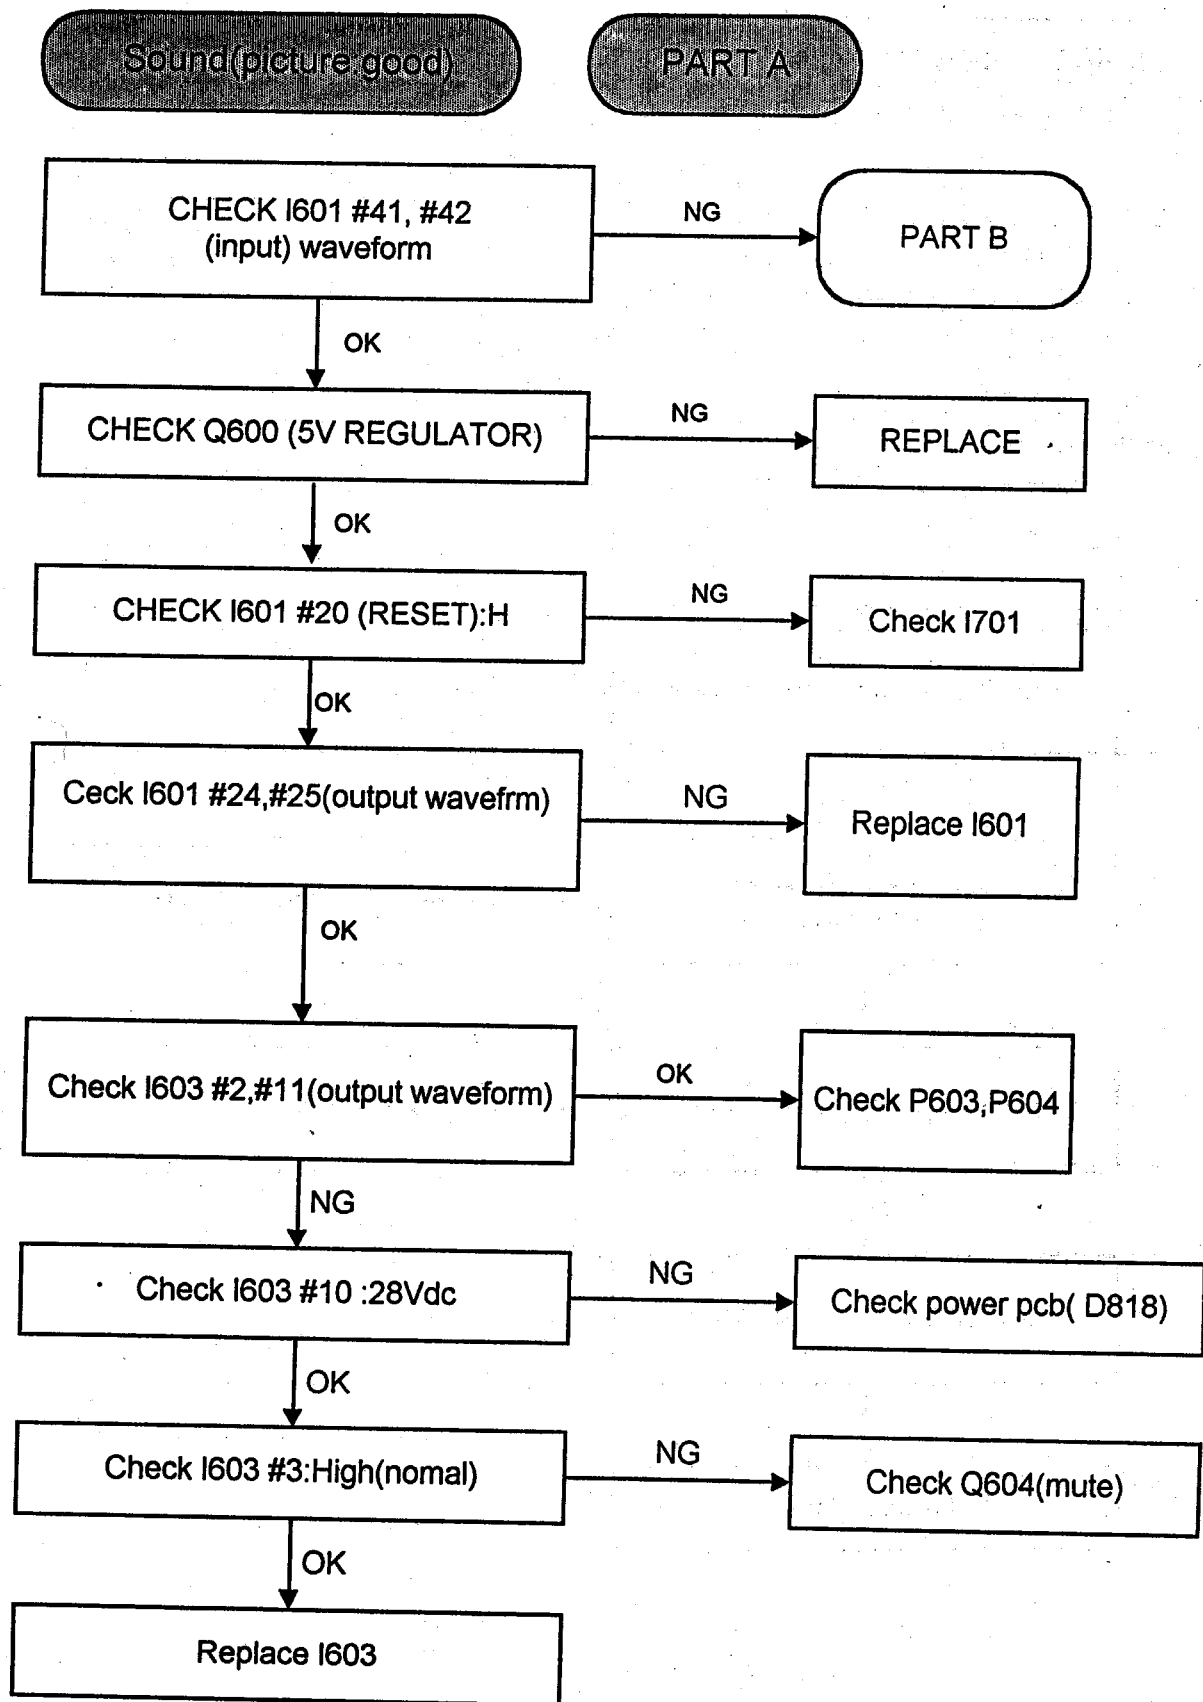 Sound(picture good)
PART A
CHECK I601 #41, #42
(input) waveform
NG
PART B
OK
CHECK Q600 (5V REGULATOR)
NG
REPLACE
OK
CHECK I601 #20 (RESET):H
NG
Check I701
OK
Ceck I601 #24,#25(output wavefrm)
NG
Replace I601
OK
Check I603 #2,#11(output waveform)
OK
Check P603,P604
NG
Check I603 #10 :28Vdc
NG
Check power pcb( D818)
OK
Check I603 #3:High(nomal)
NG
Check Q604(mute)
OK
Replace I603